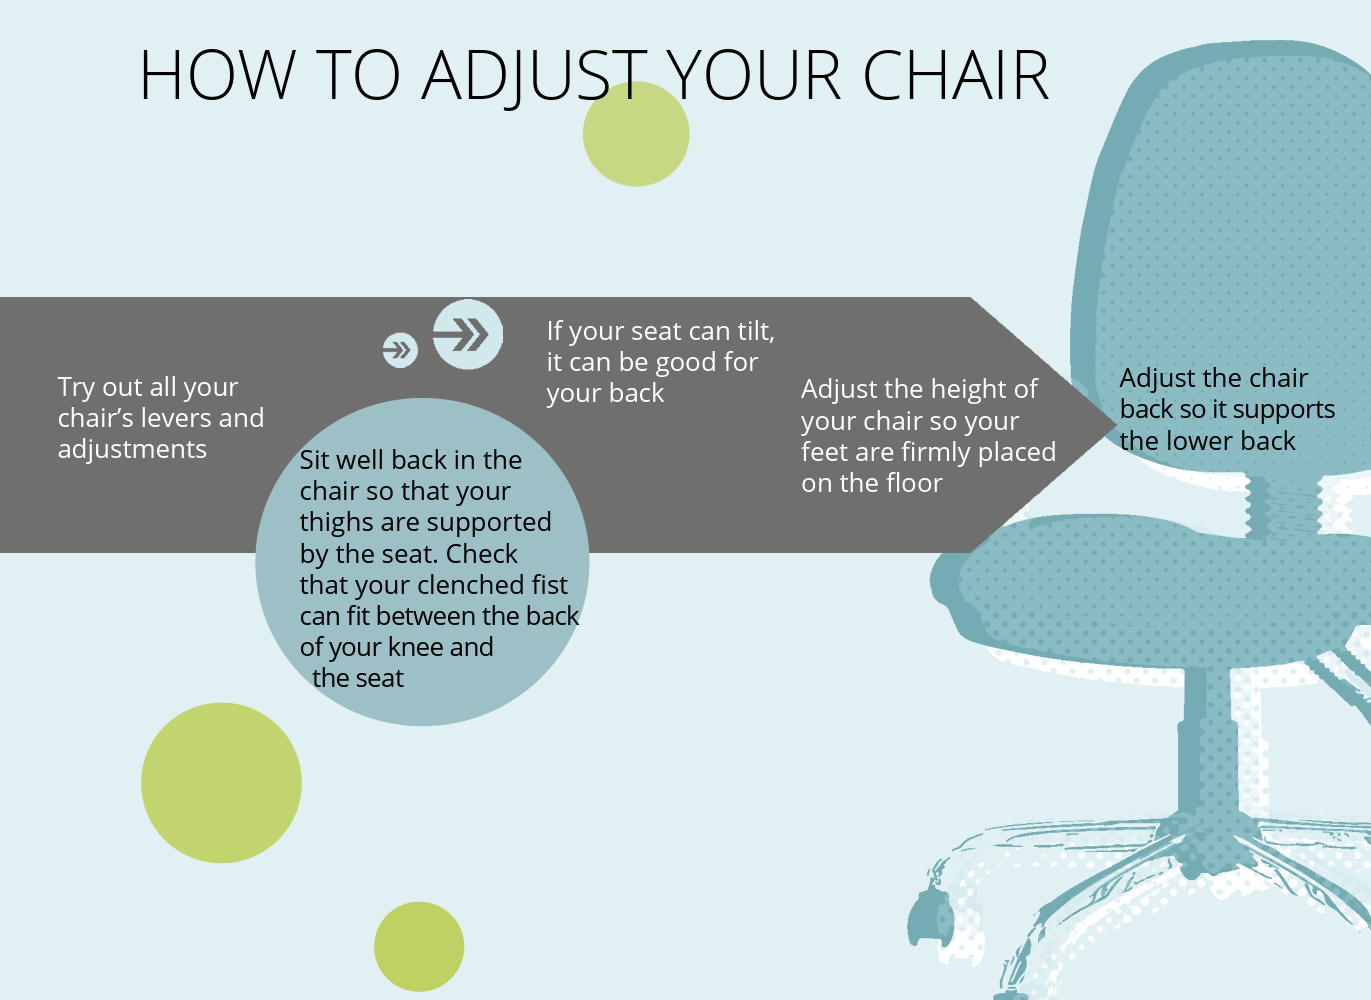 HOW TO ADJUST YOUR CHAIR
Try out all your
chair’s levers and
adjustments
Sit well back in the
chair so that your
thighs are supported
by the seat. Check
that your clenched fist
can fit between the back
of your knee and
the seat
If your seat can tilt,
it can be good for
your back
Adjust the height of
your chair so your
feet are firmly placed
on the floor
Adjust the chair
back so it supports
the lower back